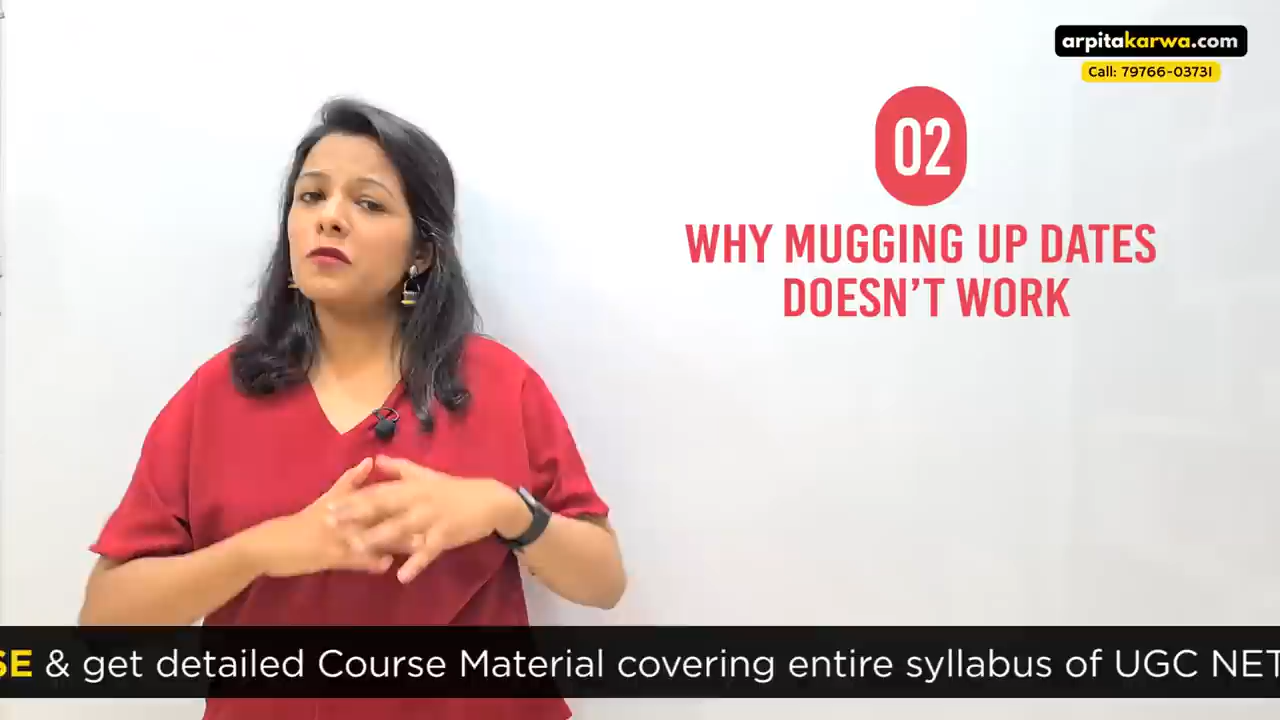 arpitakarwa.com
Call: 79766-03731
02
WHY MUGGING UP DATES
DOESN'T WORK
SE & get detailed Course Material covering entire syllabus of UGC NET